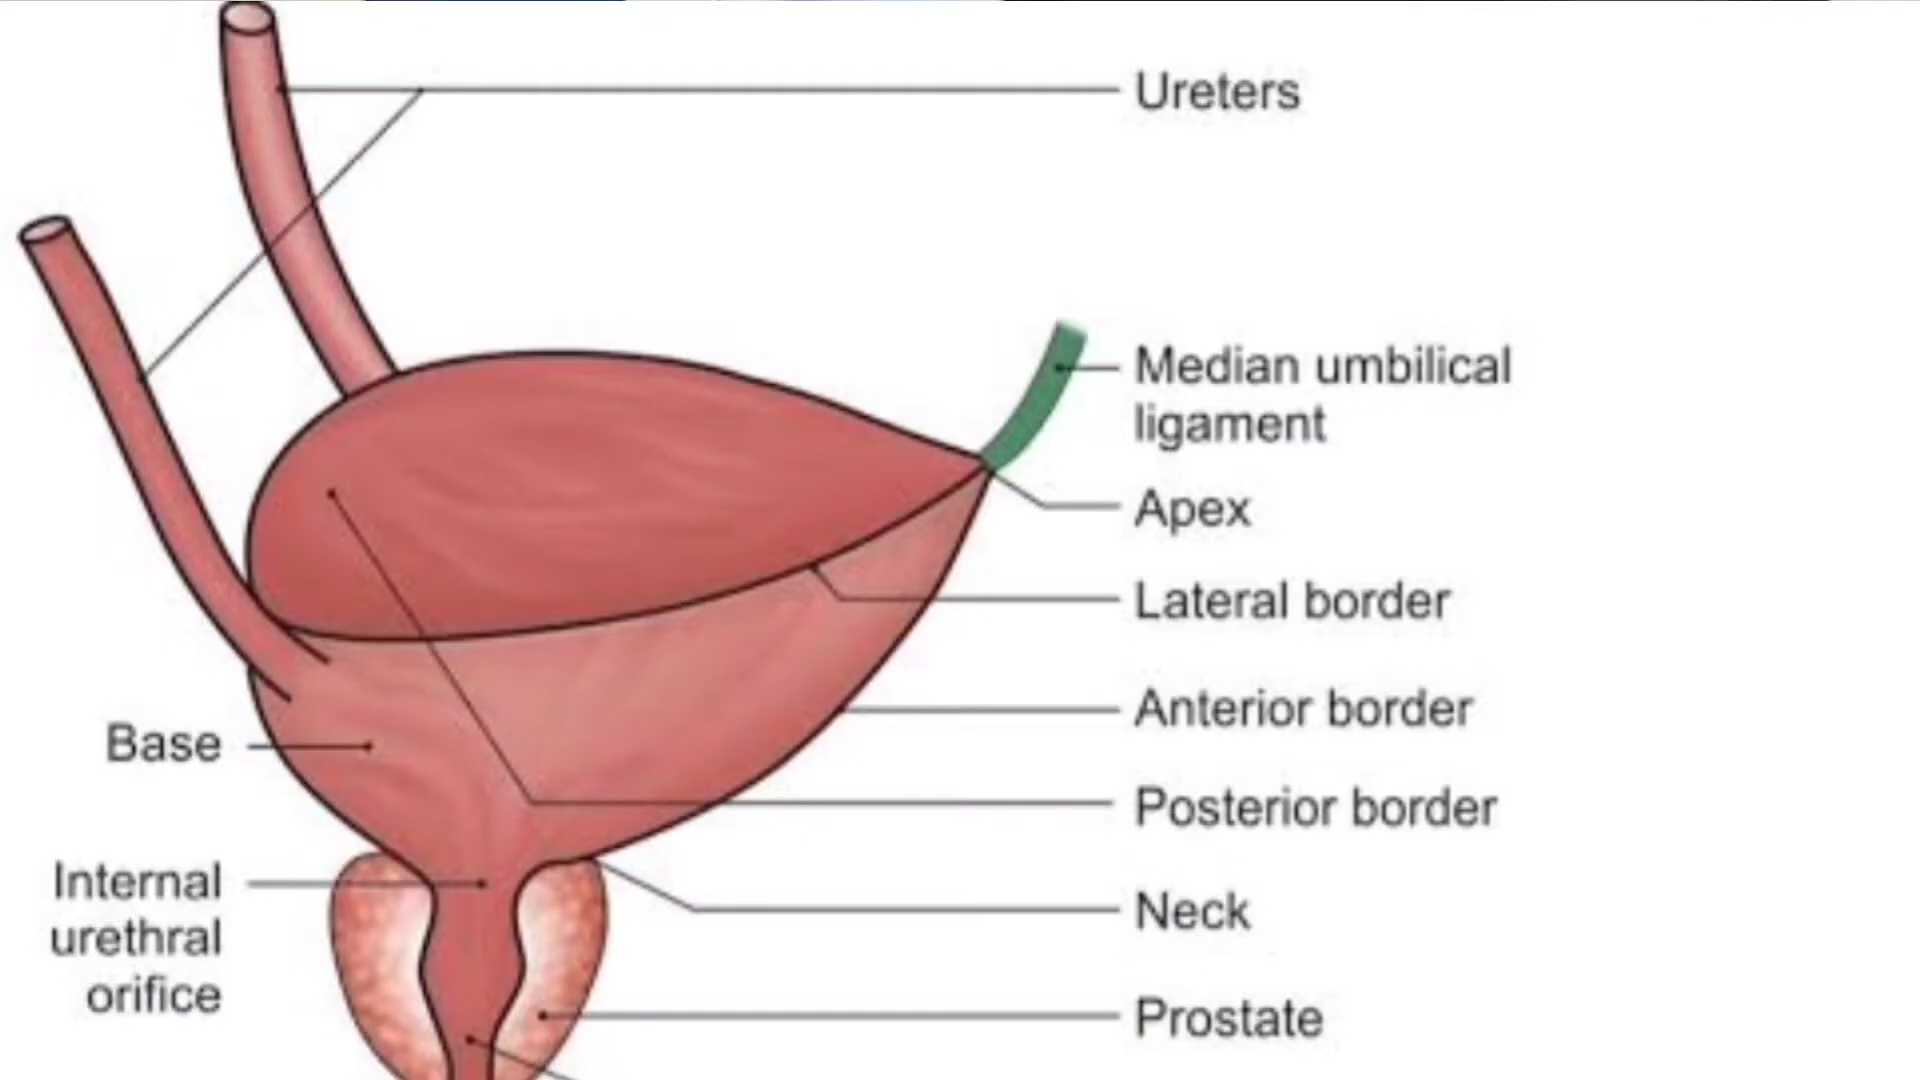 Ureters
Median umbilical
ligament
Apex
Lateral border
Anterior border
Base
Posterior border
Internal
urethral
orifice
Neck
Prostate